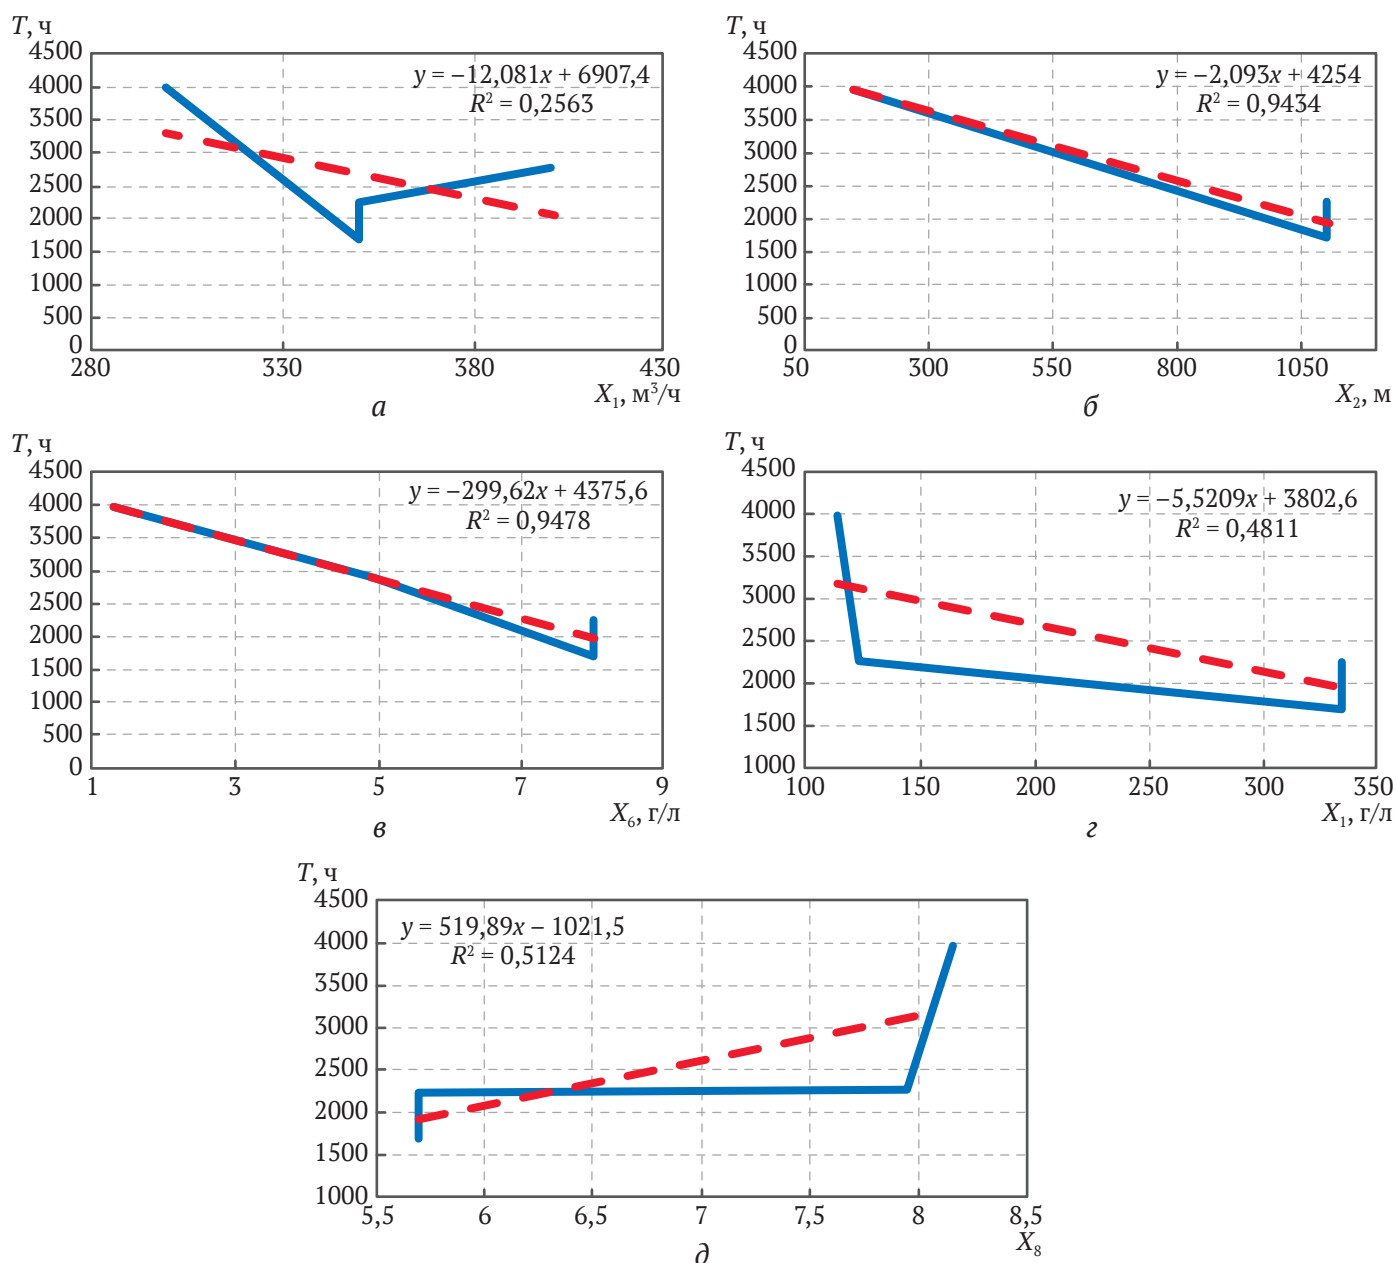 T, ч
4500
4000
3500
3000
2500
2000
1500
1000
500
0
y = −12,081x + 6907,4
R² = 0,2563
280 330 380 430
X₁, м³/ч
а
T, ч
4500
4000
3500
3000
2500
2000
1500
1000
500
0
y = −2,093x + 4254
R² = 0,9434
50 300 550 800 1050
X₂, м
б
T, ч
4500
4000
3500
3000
2500
2000
1500
1000
500
0
y = −299,62x + 4375,6
R² = 0,9478
1 3 5 7 9
X₆, г/л
в
T, ч
4500
4000
3500
3000
2500
2000
1500
1000
y = −5,5209x + 3802,6
R² = 0,4811
100 150 200 250 300 350
X₁, г/л
г
T, ч
4500
4000
3500
3000
2500
2000
1500
1000
y = 519,89x − 1021,5
R² = 0,5124
5,5 6 6,5 7 7,5 8 8,5
X₈
д